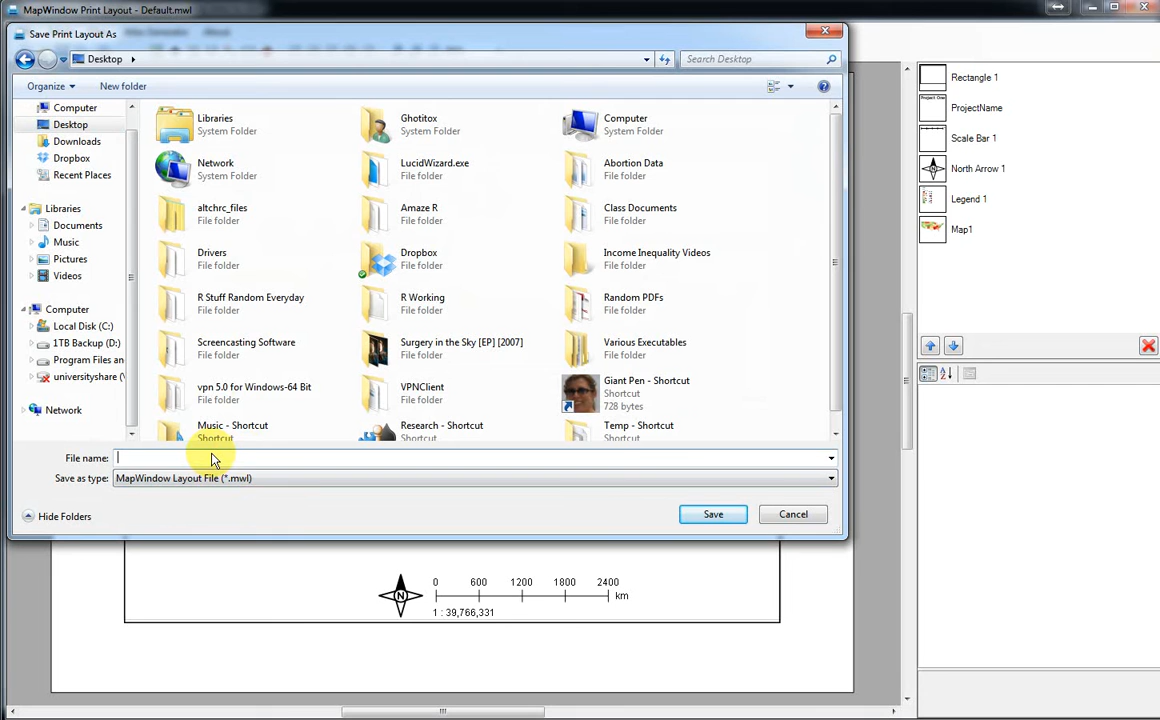 MapWindow Print Layout - Default.mwl
Save Print Layout As
Desktop
Search Desktop
Organize
New folder
Computer
Desktop
Downloads
Dropbox
Recent Places
Libraries
Documents
Music
Pictures
Videos
Computer
Local Disk (C:)
1TB Backup (D:)
Program Files an
universityshare (\
Network
Libraries
System Folder
Ghotitox
System Folder
Computer
System Folder
Network
System Folder
LucidWizard.exe
File folder
Abortion Data
File folder
altchrc_files
File folder
Amaze R
File folder
Class Documents
File folder
Drivers
File folder
Dropbox
File folder
Income Inequality Videos
File folder
R Stuff Random Everyday
File folder
R Working
File folder
Random PDFs
File folder
Screencasting Software
File folder
Surgery in the Sky [EP] [2007]
File folder
Various Executables
File folder
vpn 5.0 for Windows-64 Bit
File folder
VPNClient
File folder
Giant Pen - Shortcut
Shortcut
728 bytes
Music - Shortcut
Shortcut
Research - Shortcut
Shortcut
Temp - Shortcut
Shortcut
File name:
Save as type:
MapWindow Layout File (*.mwl)
Hide Folders
Save
Cancel
Rectangle 1
ProjectName
Scale Bar 1
North Arrow 1
Legend 1
Map1
N
0 600 1200 1800 2400
km
1 : 39,766,331